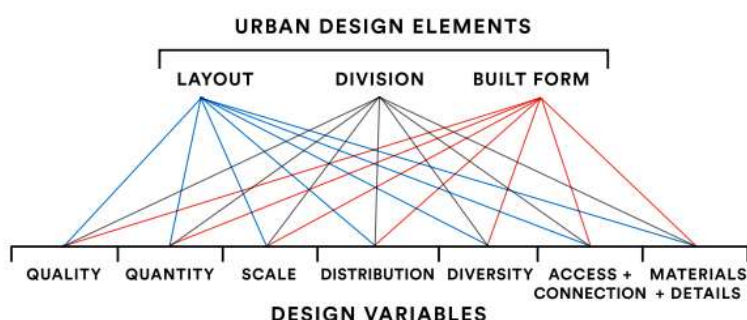 URBAN DESIGN ELEMENTS
LAYOUT DIVISION BUILT FORM
QUALITY QUANTITY SCALE DISTRIBUTION DIVERSITY ACCESS + MATERIALS
CONNECTION + DETAILS
DESIGN VARIABLES